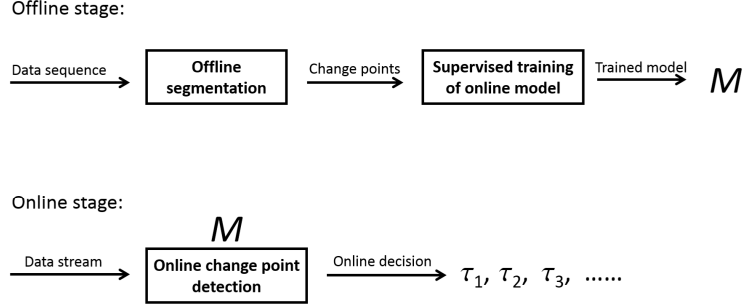 Offline stage:
Data sequence
Offline
segmentation
Change points
Supervised training
of online model
Trained model
M
Online stage:
M
Data stream
Online change point
detection
Online decision
τ₁, τ₂, τ₃, ......